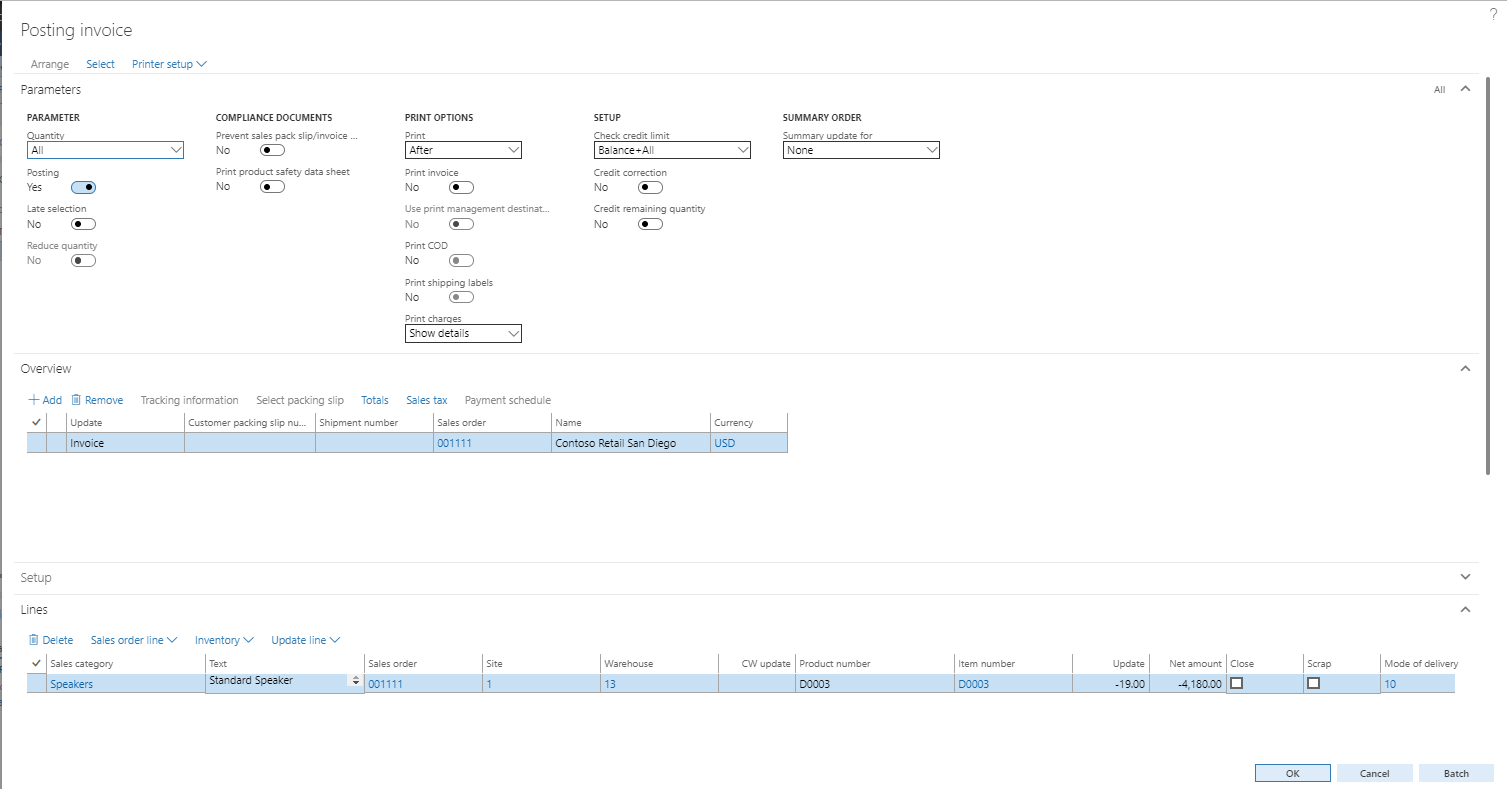 ?
Posting invoice
Arrange Select Printer setup
Parameters All
PARAMETER COMPLIANCE DOCUMENTS PRINT OPTIONS SETUP SUMMARY ORDER
Quantity Prevent sales pack slip/invoice ... Print Check credit limit Summary update for
All No After Balance+All None
Posting Print product safety data sheet Print invoice Credit correction
Yes No No No
Late selection Use print management destinat... Credit remaining quantity
No No No
Reduce quantity Print COD
No No
Print shipping labels
No
Print charges
Show details
Overview
+ Add Remove Tracking information Select packing slip Totals Sales tax Payment schedule
Update Customer packing slip nu... Shipment number Sales order Name Currency
Invoice 001111 Contoso Retail San Diego USD
Setup
Lines
Delete Sales order line Inventory Update line
Sales category Text Sales order Site Warehouse CW update Product number Item number Update Net amount Close Scrap Mode of delivery
Speakers Standard Speaker 001111 1 13 D0003 D0003 -19.00 -4,180.00 10
OK Cancel Batch